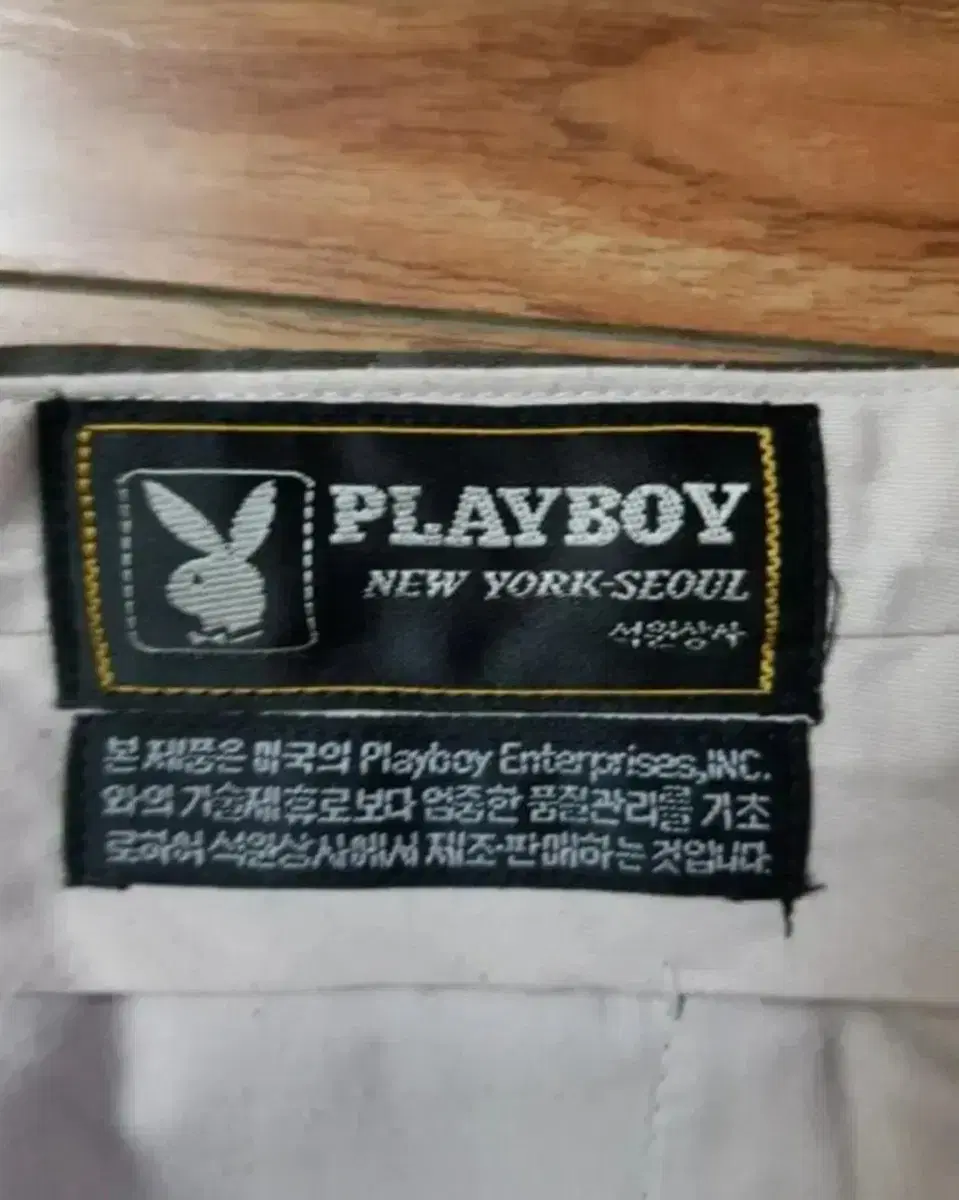 PLAYBOY
NEW YORK-SEOUL
석원상사
본 제품은 미국의 Playboy Enterprises,INC.
와의 기술제휴로보다 엄중한 품질관리를 기초
로하여 석원상사에서 제조·판매하는 것입니다.